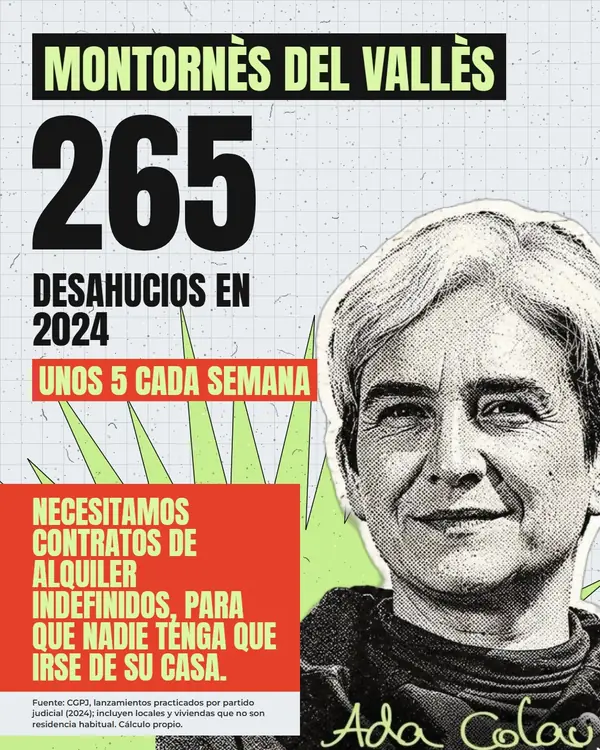 MONTORNÈS DEL VALLÈS
265
DESAHUCIOS EN
2024
UNOS 5 CADA SEMANA
NECESITAMOS
CONTRATOS DE
ALQUILER
INDEFINIDOS, PARA
QUE NADIE TENGA QUE
IRSE DE SU CASA.
Fuente: CGPJ, lanzamientos practicados por partido
judicial (2024); incluyen locales y viviendas que no son
residencia habitual. Cálculo propio.
Ada Colau